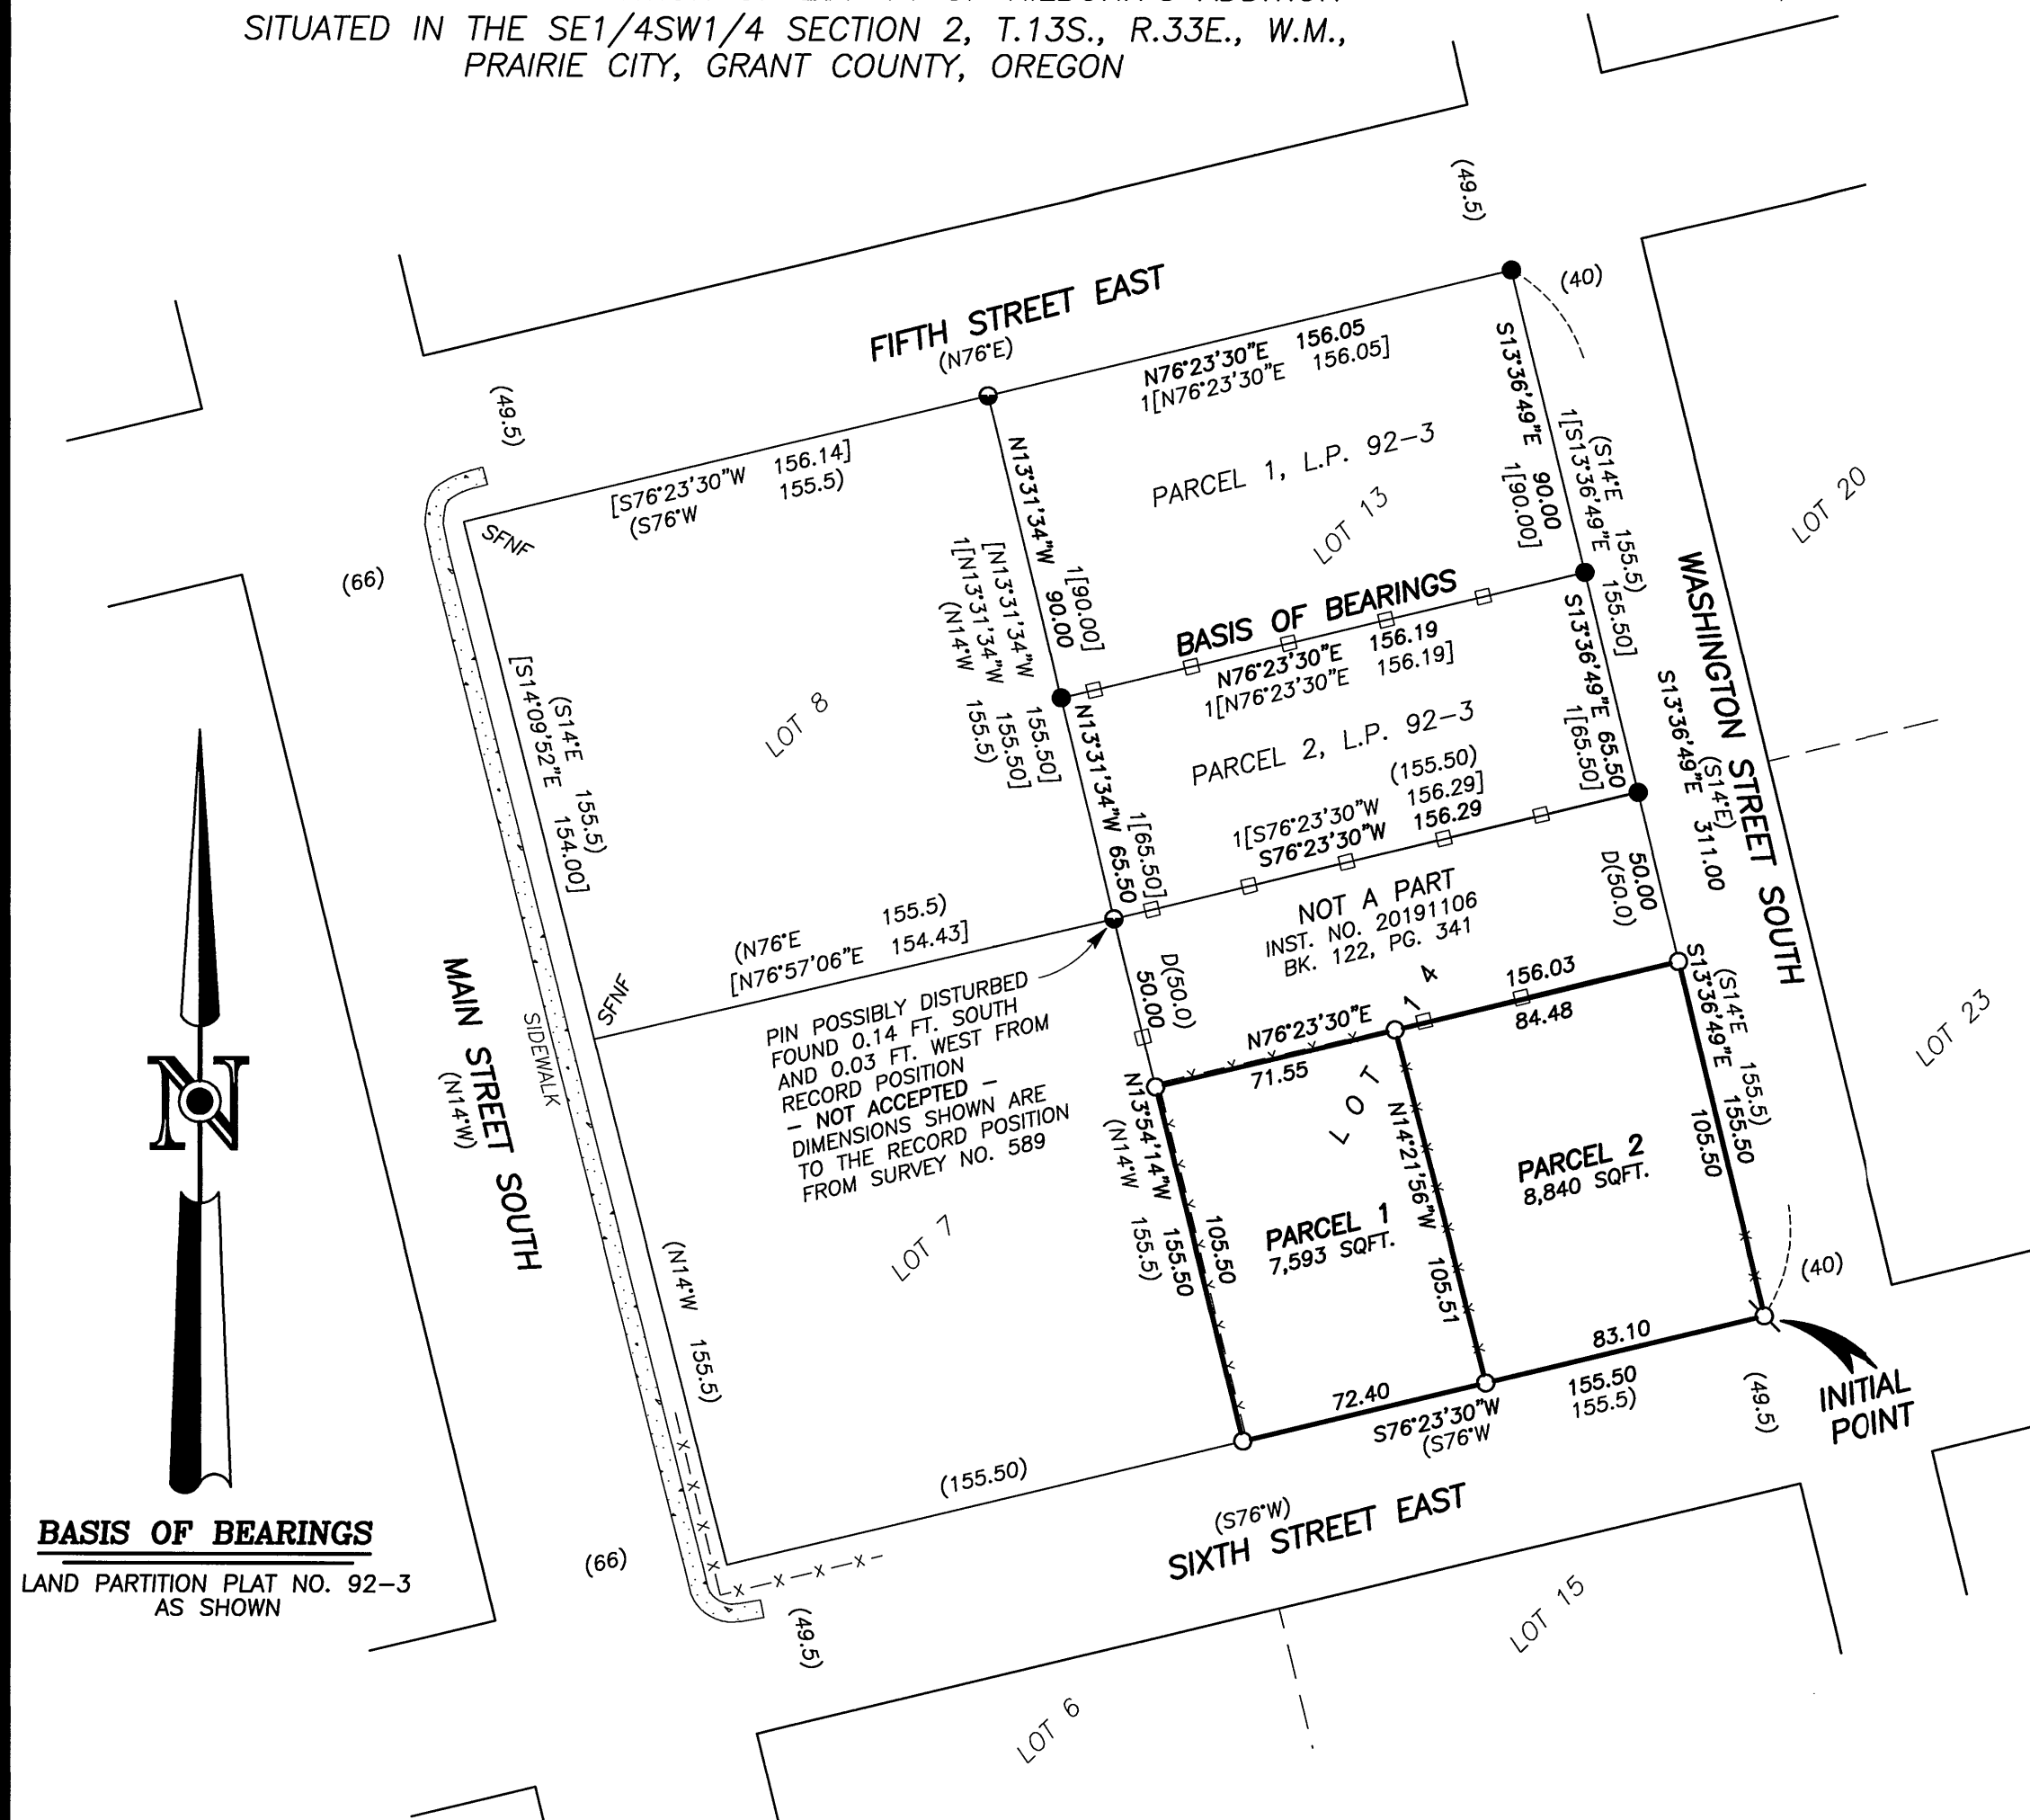 SITUATED IN THE SE1/4SW1/4 SECTION 2, T.13S., R.33E., W.M.,
PRAIRIE CITY, GRANT COUNTY, OREGON
(49.5)
(40)
FIFTH STREET EAST
(N76°E)
N76°23'30"E 156.05
1[N76°23'30"E 156.05]
(49.5)
[S76°23'30"W 156.14]
(S76°W 155.5)
SFNF
(66)
PARCEL 1, L.P. 92-3
LOT 13
S13°36'49"E 90.00
1[90.00]
(S14°E 155.5)
1[S13°36'49"E 155.50]
LOT 20
N13°31'34"W 90.00
1[90.00]
[N13°31'34"W 155.50]
1[N13°31'34"W 155.50]
(N14°W 155.5)
BASIS OF BEARINGS
N76°23'30"E 156.19
1[N76°23'30"E 156.19]
(S14°E 155.5)
[S14°09'52"E 154.00]
LOT 8
PARCEL 2, L.P. 92-3
N13°31'34"W 65.50
1[65.50]
S13°36'49"E 65.50
1[65.50]
(155.50)
1[S76°23'30"W 156.29]
S76°23'30"W 156.29
WASHINGTON STREET SOUTH
(S14°E)
S13°36'49"E 311.00
50.00
D(50.0)
NOT A PART
INST. NO. 20191106
BK. 122, PG. 341
(N76°E 155.5)
[N76°57'06"E 154.43]
SFNF
PIN POSSIBLY DISTURBED
FOUND 0.14 FT. SOUTH
AND 0.03 FT. WEST FROM
RECORD POSITION
- NOT ACCEPTED -
DIMENSIONS SHOWN ARE
TO THE RECORD POSITION
FROM SURVEY NO. 589
D(50.0)
50.00
MAIN STREET SOUTH
(N14°W)
SIDEWALK
156.03
N76°23'30"E
71.55
84.48
LOT 14
LOT 23
N13°54'14"W 155.50
(N14°W 155.5)
105.50
N14°21'56"W 105.51
S13°36'49"E 155.50
(S14°E 155.5)
105.50
PARCEL 1
7,593 SQFT.
PARCEL 2
8,840 SQFT.
LOT 7
(N14°W 155.5)
(40)
83.10
72.40
S76°23'30"W 155.50
(S76°W 155.5)
(49.5)
INITIAL
POINT
(155.50)
(S76°W)
SIXTH STREET EAST
(66)
(49.5)
LOT 15
LOT 6
N
BASIS OF BEARINGS
LAND PARTITION PLAT NO. 92-3
AS SHOWN